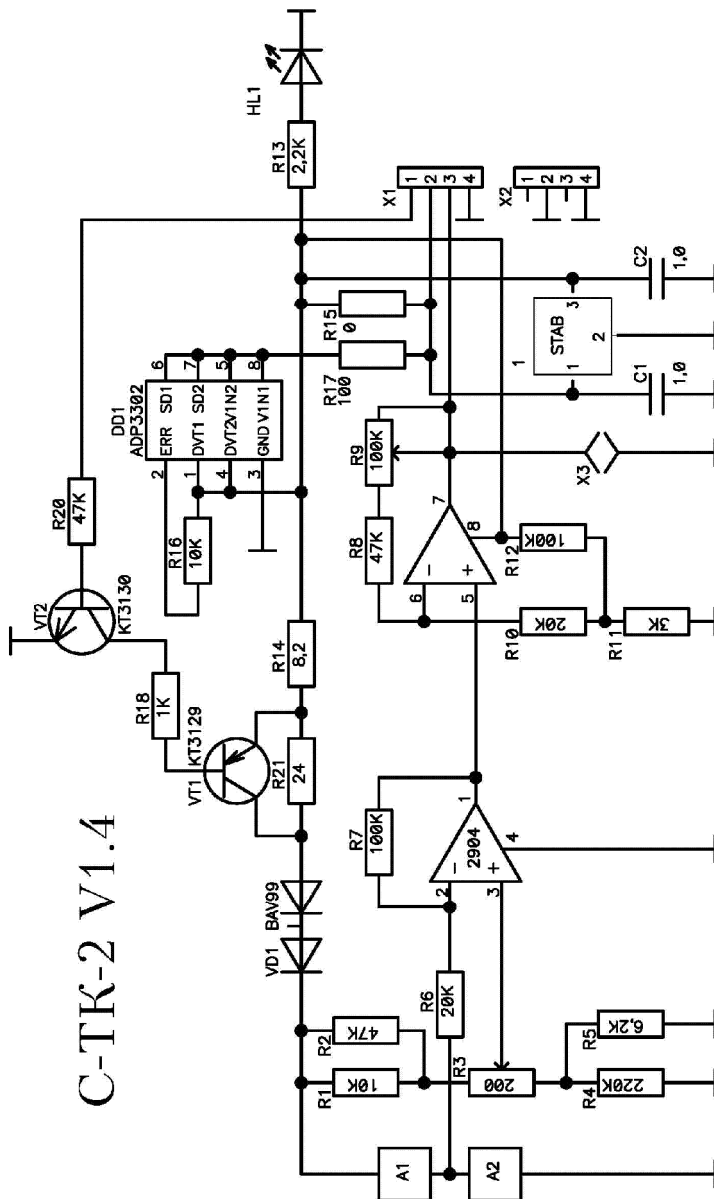 C-TK-2 V1.4
VT2
KT3130
R20
47K
R18
1K
VT1
KT3129
DD1
ADP3302
2 ERR SD1 6
1 DVT1 SD2 7
4 DVT2 V1N2 5
3 GND V1N1 8
R16
10K
HL1
R13
2,2K
VD1
BAV99
R21
24
R14
8,2
R15
0
R17
100
X1
1
2
3
4
X2
1
2
3
4
R1
10K
R2
47K
R3
200
R4
220K
R5
6,2K
A1
A2
R6
20K
R7
100K
2904
2
3
1
4
-
+
R8
47K
R9
100K
6
5
7
8
-
+
R10
20K
R11
3K
R12
100K
X3
C1
1,0
1
STAB
1
2
3
C2
1,0